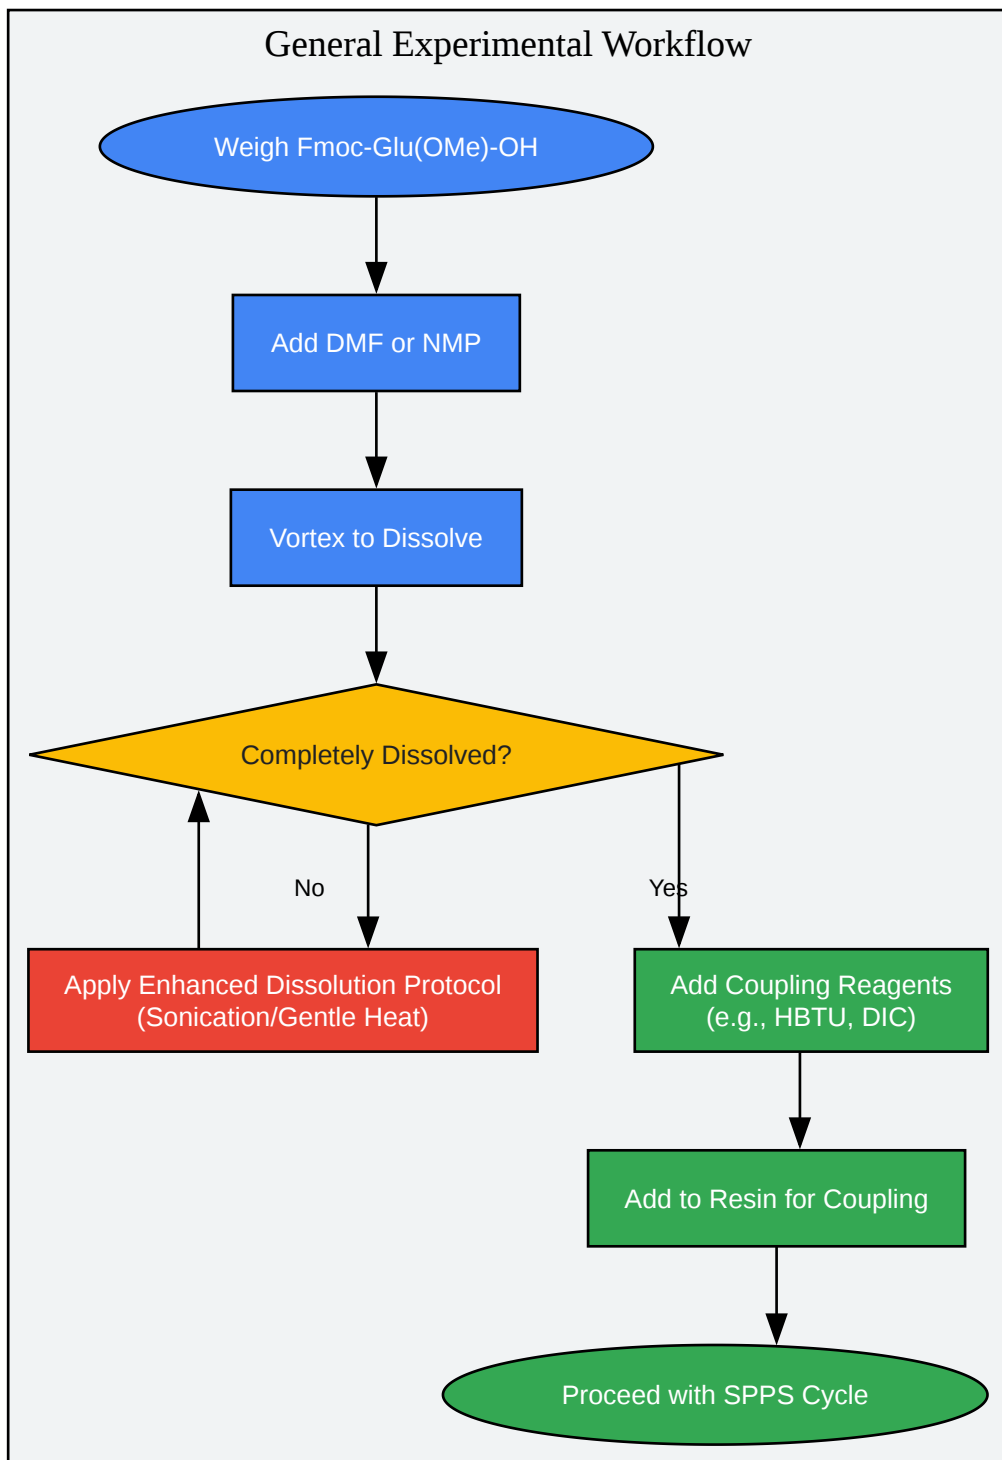 General Experimental Workflow
Weigh Fmoc-Glu(OMe)-OH
Add DMF or NMP
Vortex to Dissolve
Completely Dissolved?
No
Yes
Apply Enhanced Dissolution Protocol
(Sonication/Gentle Heat)
Add Coupling Reagents
(e.g., HBTU, DIC)
Add to Resin for Coupling
Proceed with SPPS Cycle